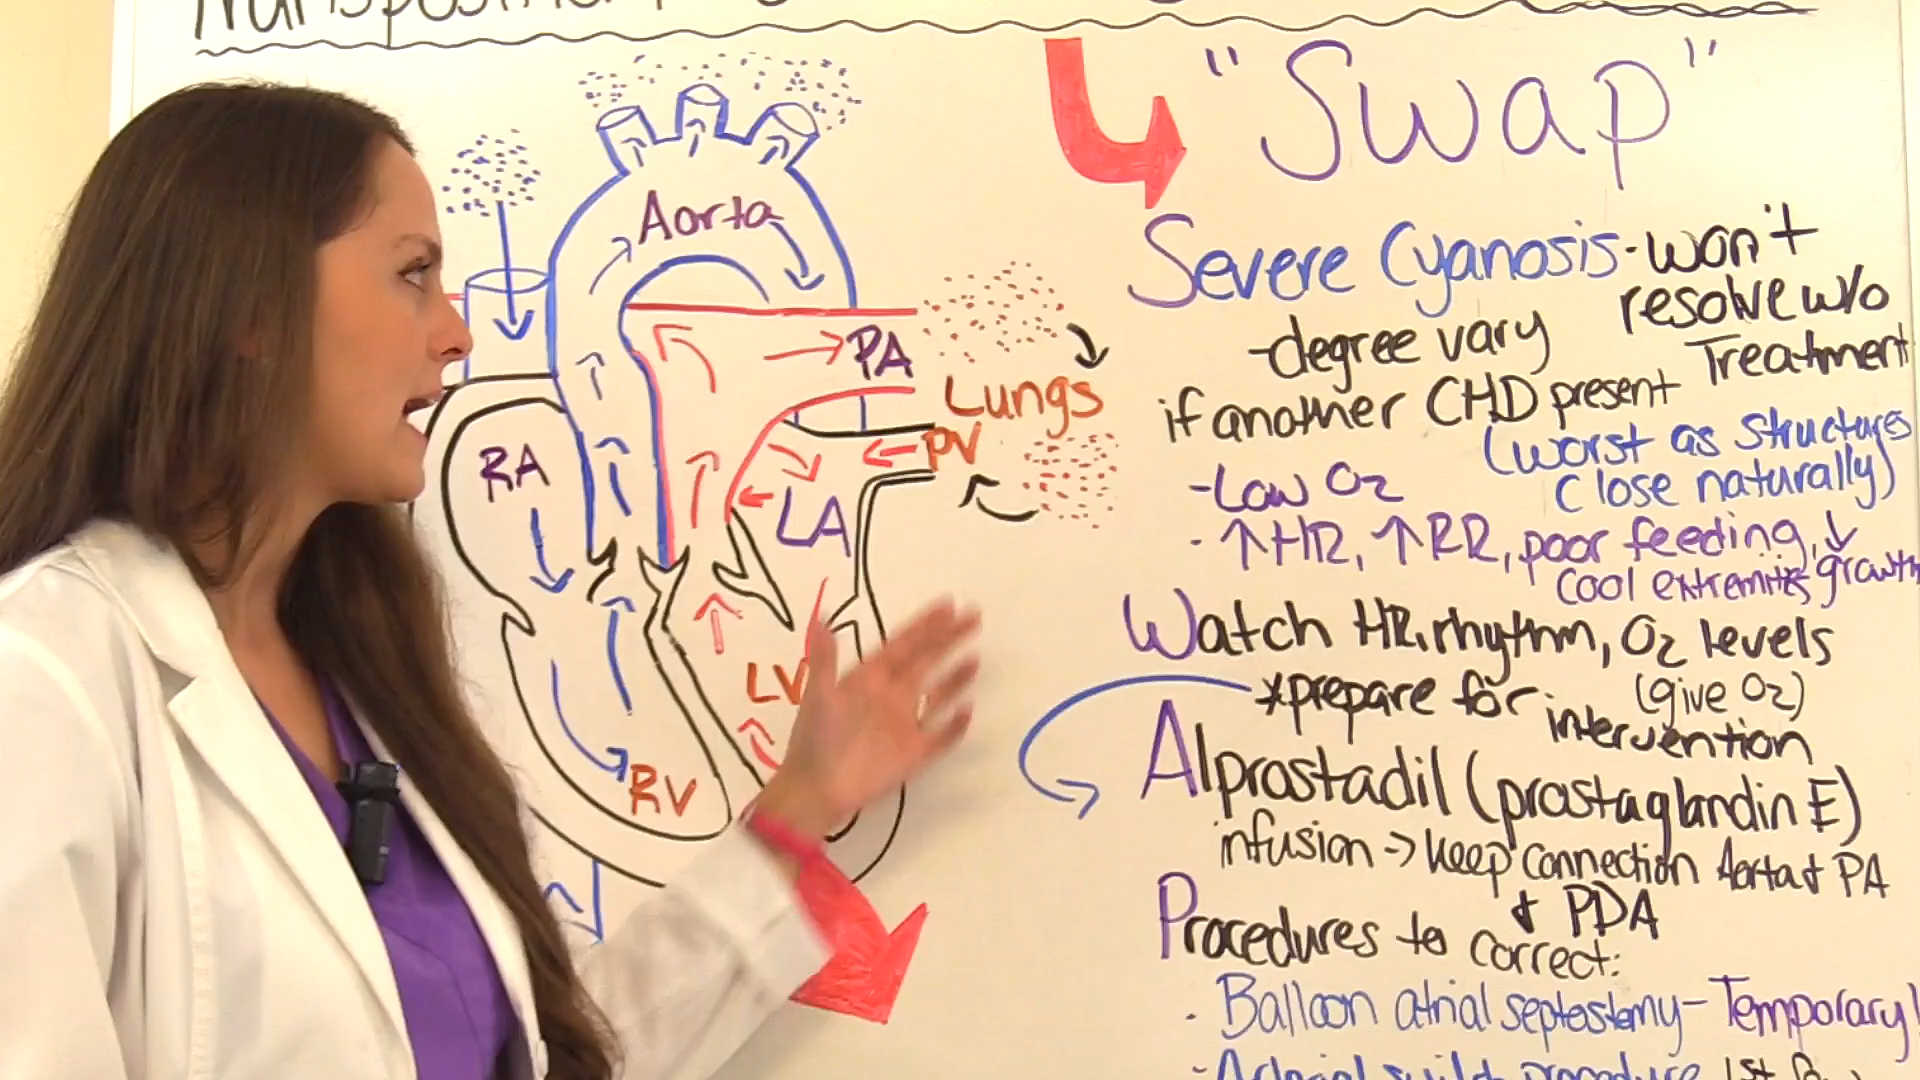 "Swap"
Aorta
PA
Lungs
PV
RA
LA
LV
RV
Severe Cyanosis - won't
resolve w/o
Treatment
-degree vary
if another CHD present
(worst as structures
close naturally)
-Low O2
· ↑HR, ↑RR, poor feeding, ↓
cool extremities growth
Watch HR, rhythm, O2 levels
(give O2)
*prepare for intervention
Alprostadil (prostaglandin E)
infusion -> keep connection Aorta & PA
& PDA
Procedures to correct:
· Balloon atrial septostomy - Temporary
procedure 1st